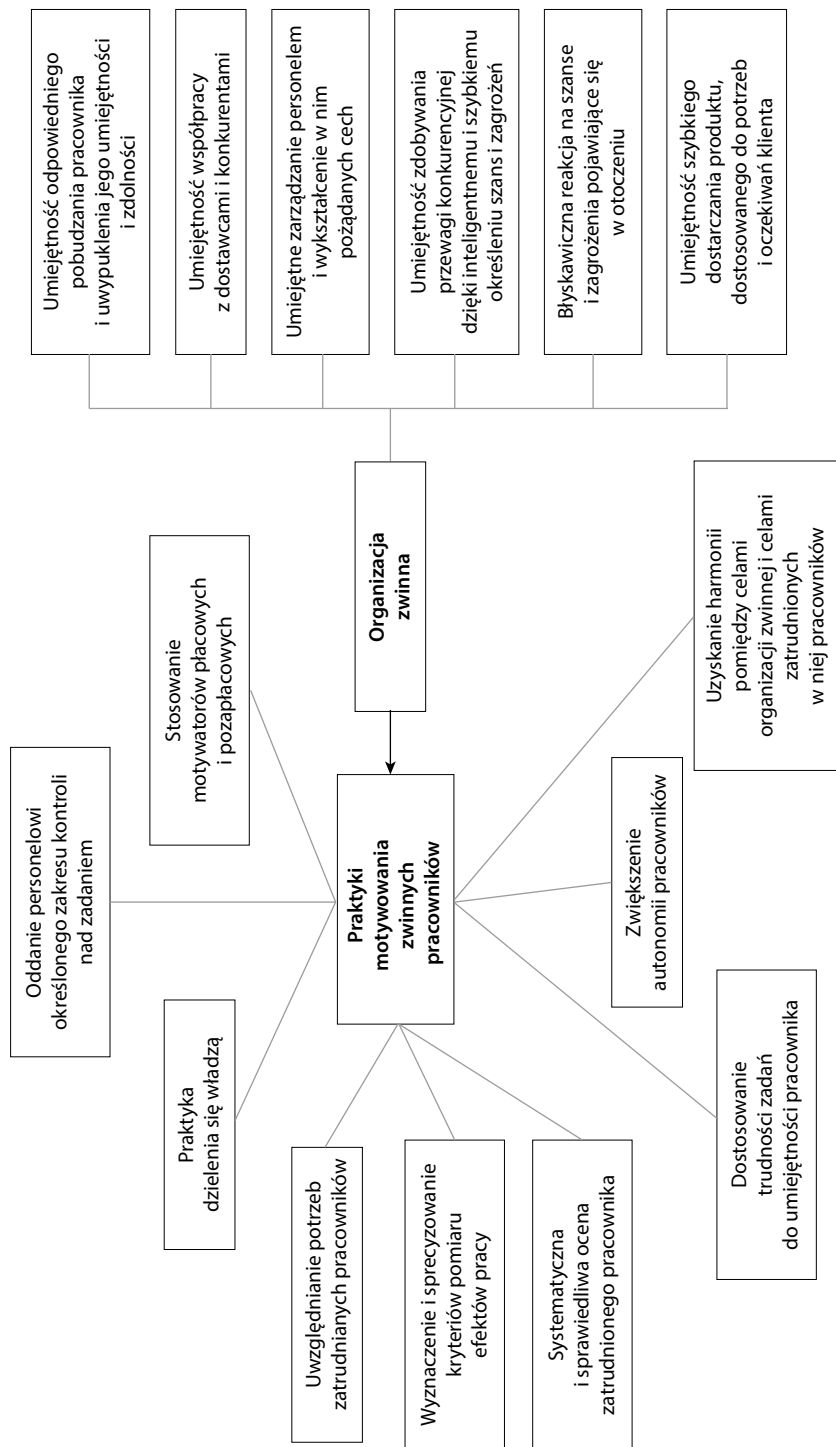 Oddanie personelowi
określonego zakresu kontroli
nad zadaniem
Praktyka
dzielenia się władzą
Stosowanie
motywatorów płacowych
i pozapłacowych
Uwzględnianie potrzeb
zatrudnianych pracowników
Wyznaczenie i sprecyzowanie
kryteriów pomiaru
efektów pracy
Systematyczna
i sprawiedliwa ocena
zatrudnionego pracownika
Praktyki
motywowania
zwinnych
pracowników
Organizacja
zwinna
Dostosowanie
trudności zadań
do umiejętności pracownika
Zwiększenie
autonomii pracowników
Uzyskanie harmonii
pomiędzy celami
organizacji zwinnej i celami
zatrudnionych
w niej pracowników
Umiejętność odpowiedniego
pobudzania pracownika
i uwypuklenia jego umiejętności
i zdolności
Umiejętność współpracy
z dostawcami i konkurentami
Umiejętne zarządzanie personelem
i wykształcenie w nim
pożądanych cech
Umiejętność zdobywania
przewagi konkurencyjnej
dzięki inteligentnemu i szybkiemu
określeniu szans i zagrożeń
Błyskawiczna reakcja na szanse
i zagrożenia pojawiające się
w otoczeniu
Umiejętność szybkiego
dostarczania produktu,
dostosowanego do potrzeb
i oczekiwań klienta